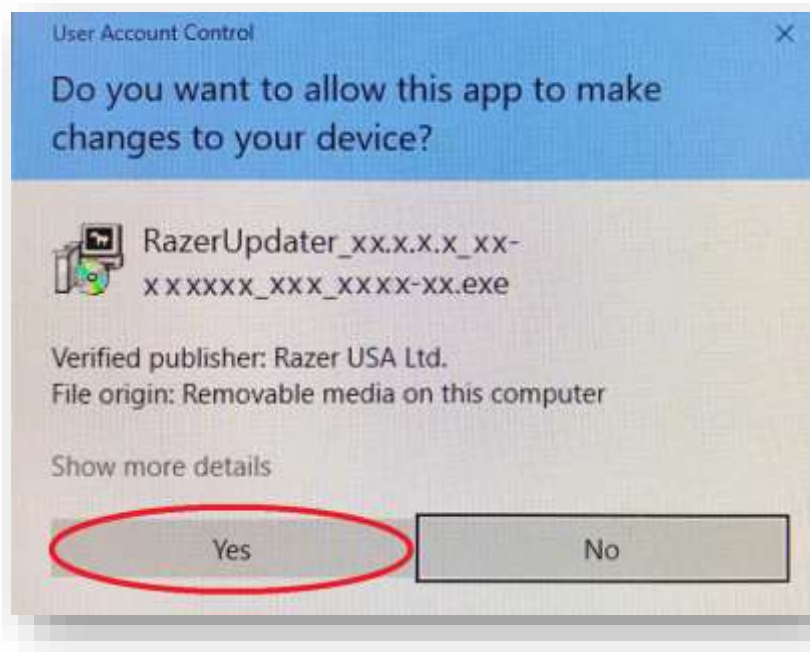 User Account Control
Do you want to allow this app to make
changes to your device?
RazerUpdater_xx.x.x.x_xx-
xxxxxx_xxx_xxxx-xx.exe
Verified publisher: Razer USA Ltd.
File origin: Removable media on this computer
Show more details
Yes
No